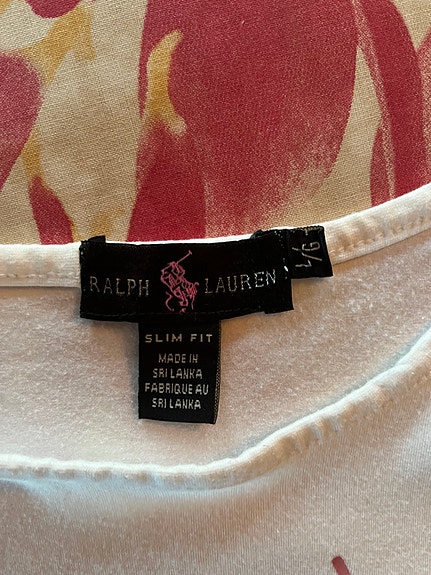 RALPH LAUREN
L/G
SLIM FIT
MADE IN
SRI LANKA
FABRIQUE AU
SRI LANKA